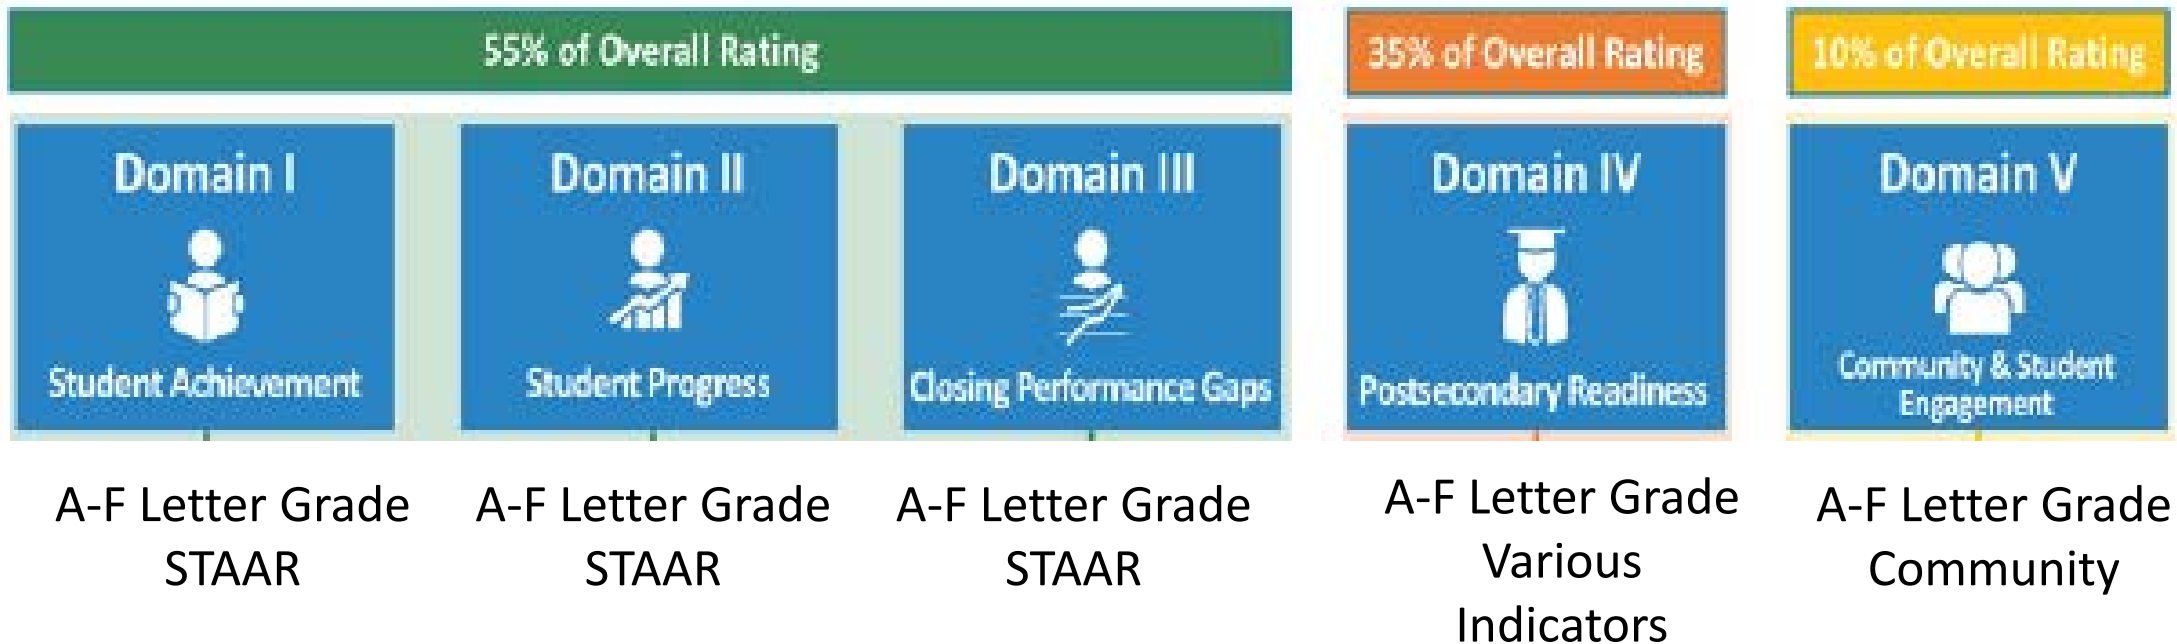 55% of Overall Rating
35% of Overall Rating
10% of Overall Rating
Domain I
Student Achievement
Domain II
Student Progress
Domain III
Closing Performance Gaps
Domain IV
Postsecondary Readiness
Domain V
Community & Student
Engagement
A-F Letter Grade
STAAR
A-F Letter Grade
STAAR
A-F Letter Grade
STAAR
A-F Letter Grade
Various
Indicators
A-F Letter Grade
Community